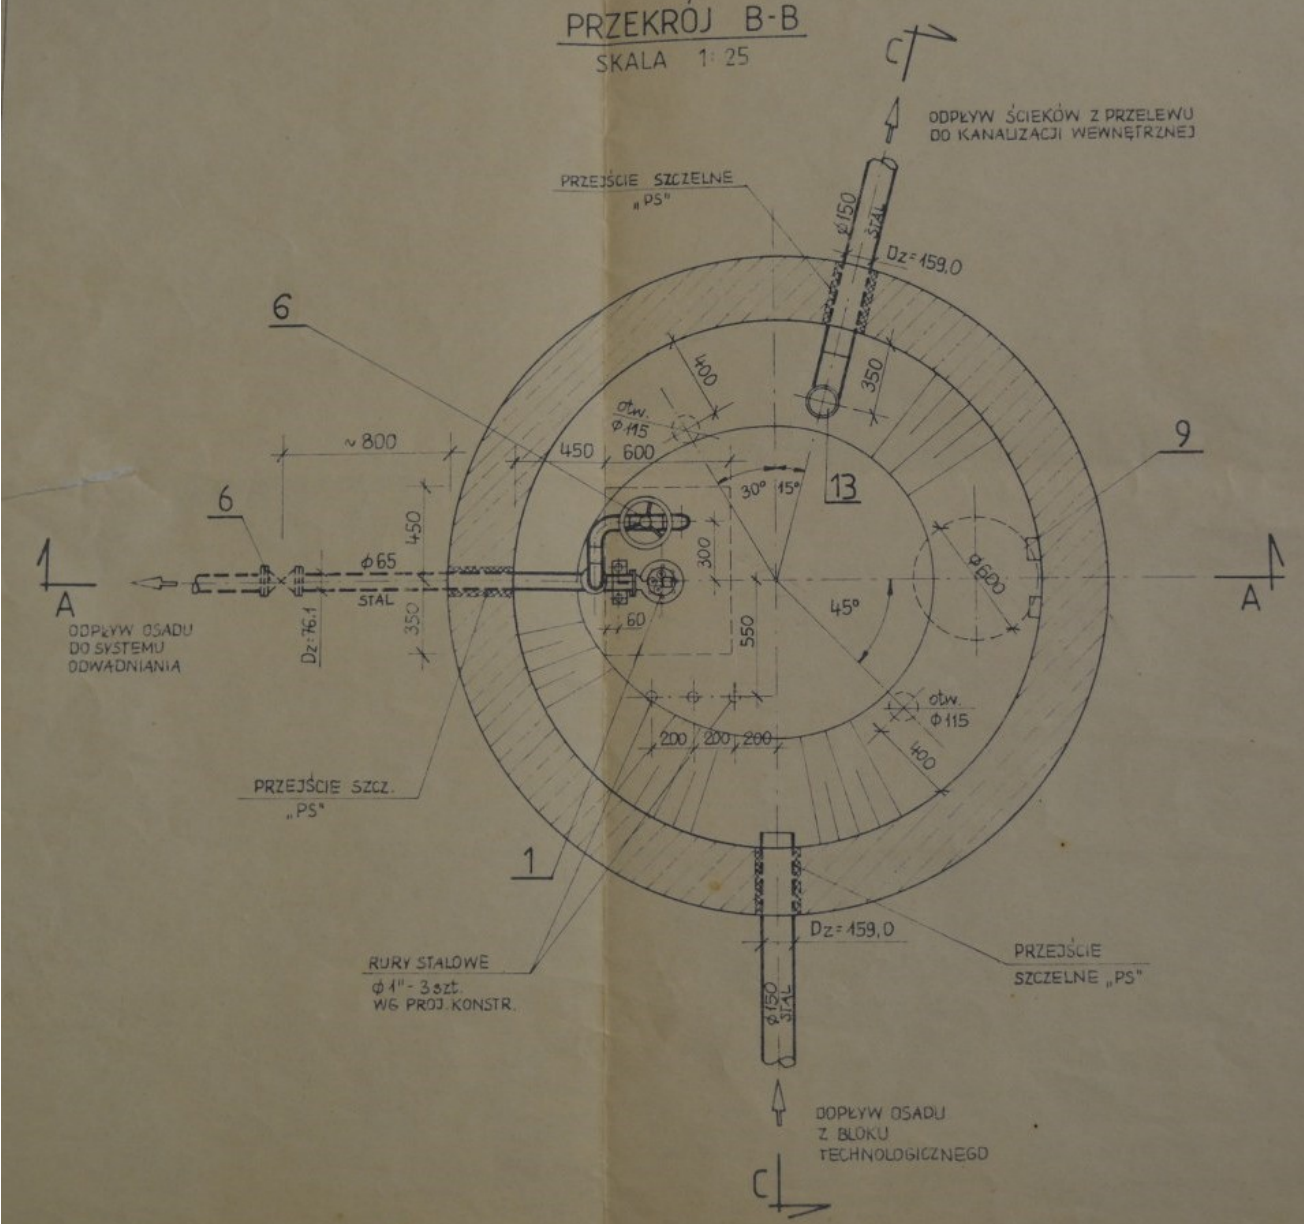 PRZEKRÓJ B-B
SKALA 1:25
C
ODPŁYW ŚCIEKÓW Z PRZELEWU
DO KANALIZACJI WEWNĘTRZNEJ
PRZEJŚCIE SZCZELNE
„PS"
φ150
STAL
Dz=159,0
6
400
350
otw.
φ115
9
~800
450
600
30°
15°
13
6
450
φ65
300
φ600
A
STAL
45°
A
ODPŁYW OSADU
DO SYSTEMU
ODWADNIANIA
Dz=76.1
350
60
550
otw.
φ115
200
200
200
400
PRZEJŚCIE SZCZ.
„PS"
1
Dz=159,0
RURY STALOWE
φ1"-3szt.
WG PROJ. KONSTR.
PRZEJŚCIE
SZCZELNE „PS"
φ150
STAL
DOPŁYW OSADU
Z BLOKU
TECHNOLOGICZNEGO
C